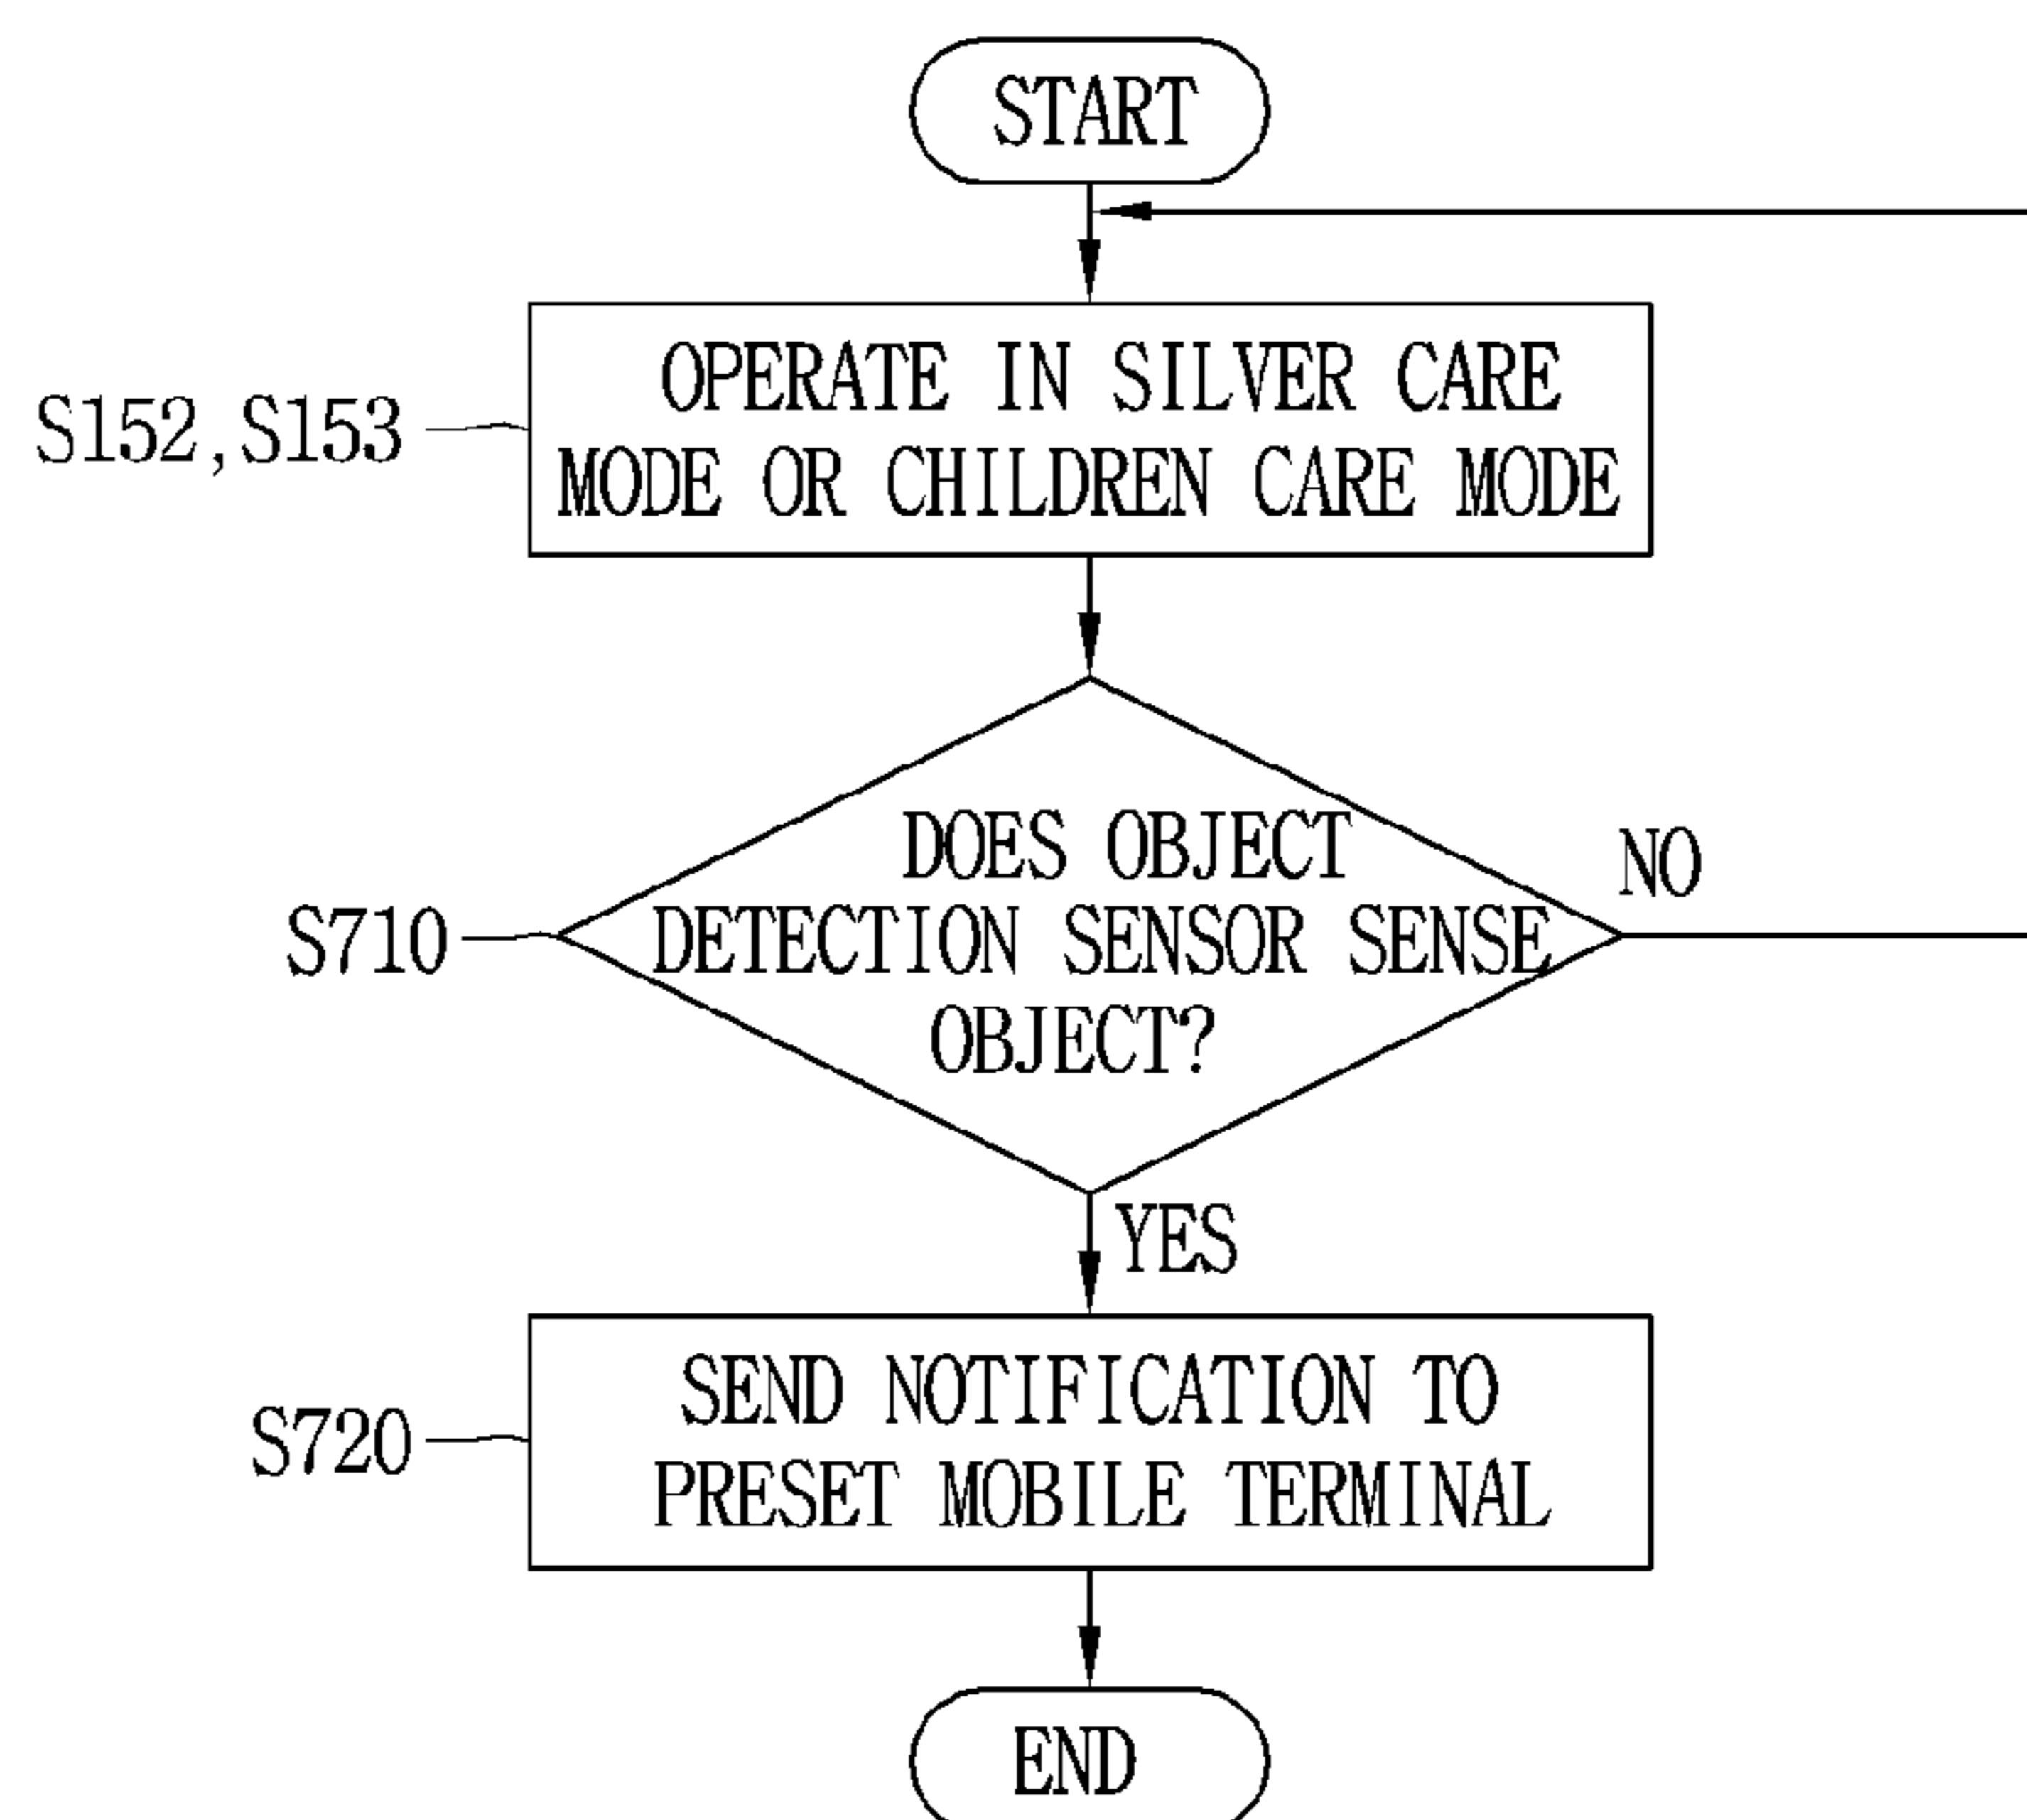 START
OPERATE IN SILVER CARE
MODE OR CHILDREN CARE MODE
S152,S153
DOES OBJECT
DETECTION SENSOR SENSE
OBJECT?
S710
NO
YES
SEND NOTIFICATION TO
PRESET MOBILE TERMINAL
S720
END